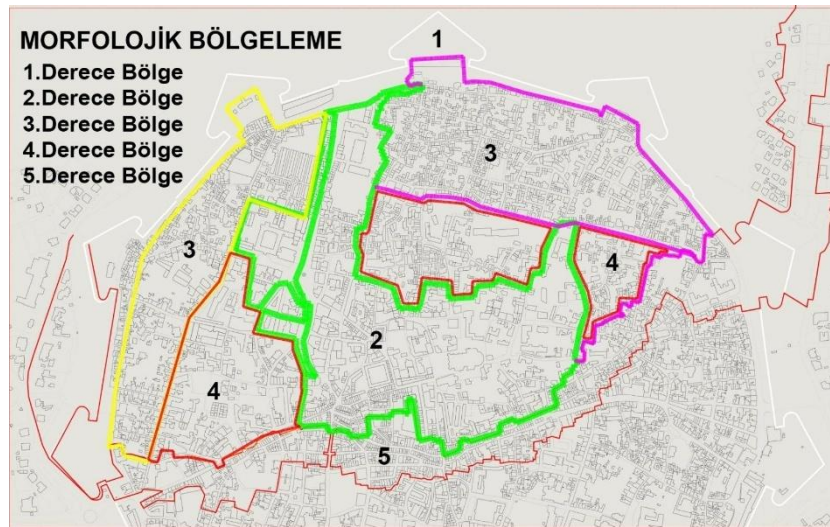 MORFOLOJİK BÖLGELEME
1.Derece Bölge
2.Derece Bölge
3.Derece Bölge
4.Derece Bölge
5.Derece Bölge
1
3
3
4
2
4
5